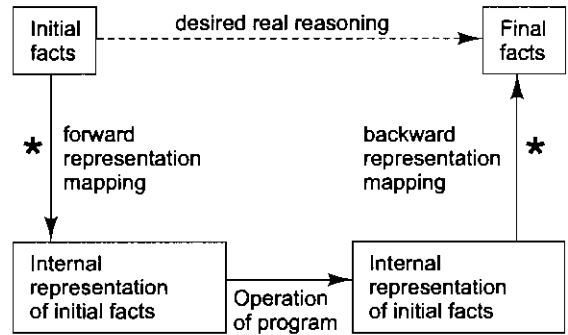 Initial
facts
desired real reasoning
Final
facts
*
forward
representation
mapping
backward
representation
mapping
*
Internal
representation
of initial facts
Operation
of program
Internal
representation
of initial facts